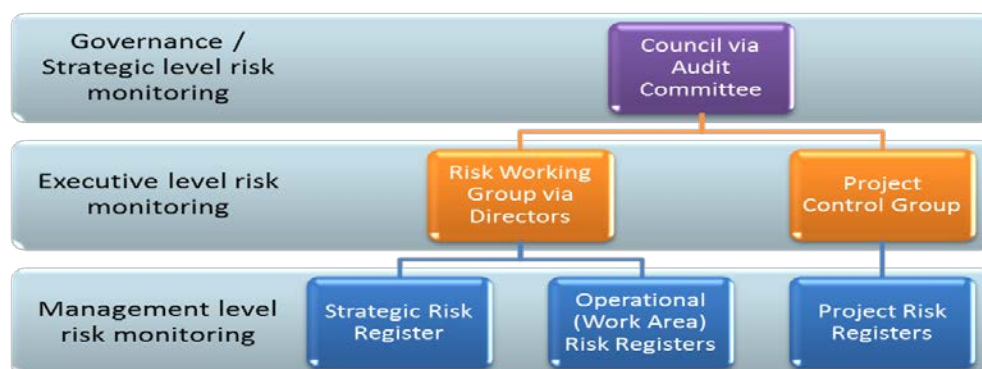 Governance /
Strategic level risk
monitoring
Council via
Audit
Committee
Executive level risk
monitoring
Risk Working
Group via
Directors
Project
Control Group
Management level
risk monitoring
Strategic Risk
Register
Operational
(Work Area)
Risk Registers
Project Risk
Registers